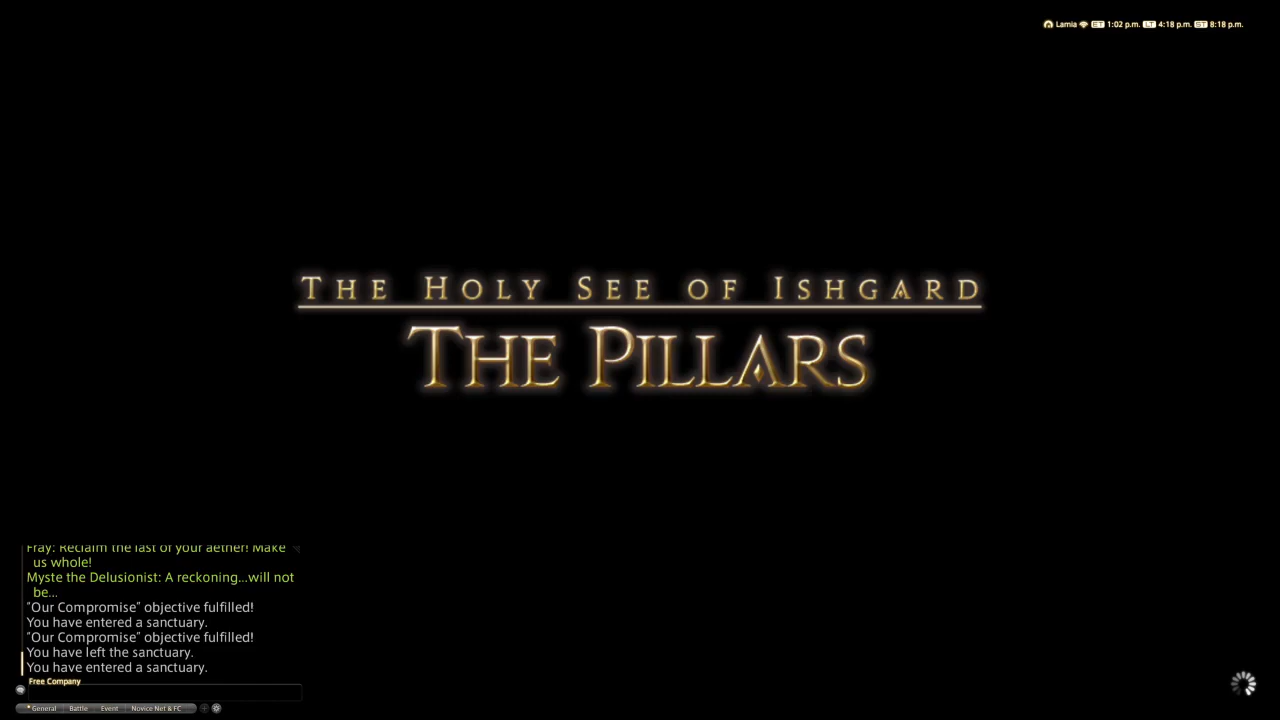 Lamia ET 1:02 p.m. LT 4:18 p.m. ST 8:18 p.m.
THE HOLY SEE OF ISHGARD
THE PILLARS
Fray: Reclaim the last of your aether! Make
us whole!
Myste the Delusionist: A reckoning...will not
be...
"Our Compromise" objective fulfilled!
You have entered a sanctuary.
"Our Compromise" objective fulfilled!
You have left the sanctuary.
You have entered a sanctuary.
Free Company
General Battle Event Novice Net & FC